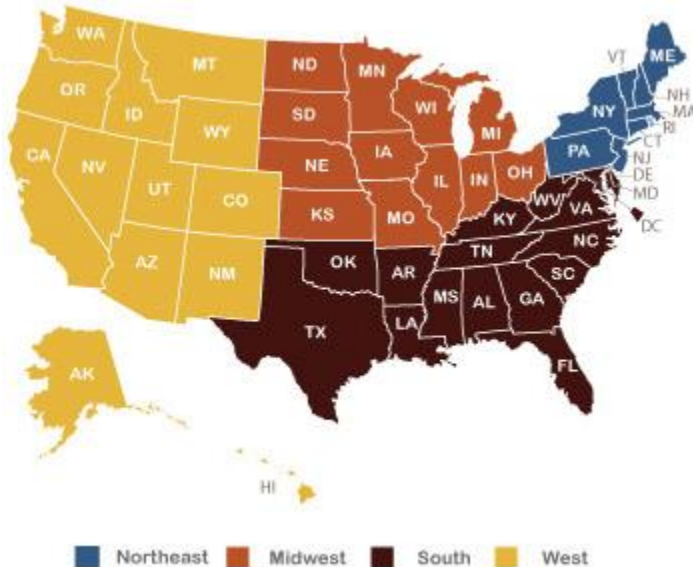 WA
VT
ME
MT
ND
MN
OR
NH
MA
ID
SD
WI
NY
RI
WY
MI
CT
CA
NV
NE
IA
PA
NJ
IL
IN
OH
DE
UT
CO
MD
WV
VA
KS
MO
KY
DC
NC
TN
AZ
NM
OK
AR
SC
MS
AL
GA
TX
LA
FL
AK
HI
Northeast Midwest South West